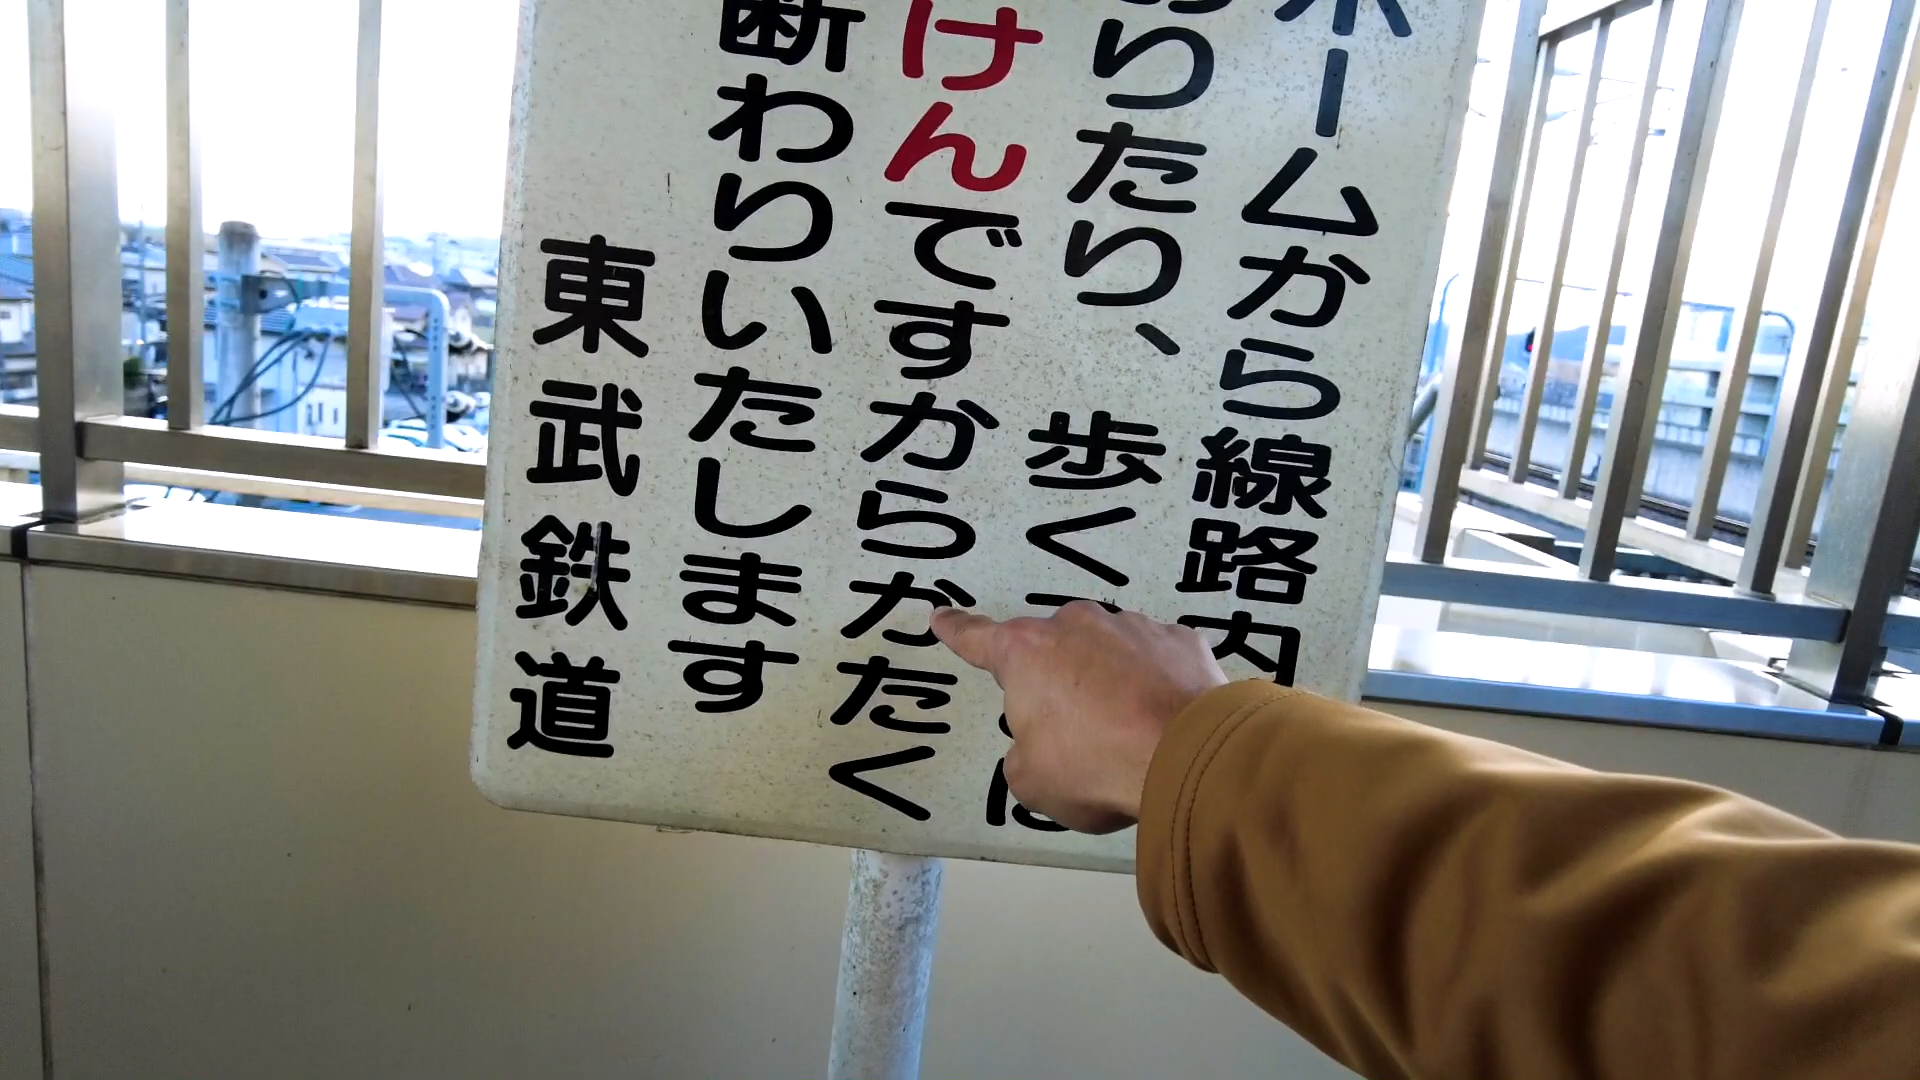 ームから線路内
りたり、歩く
けんですからかたく
断わりいたします
東武鉄道